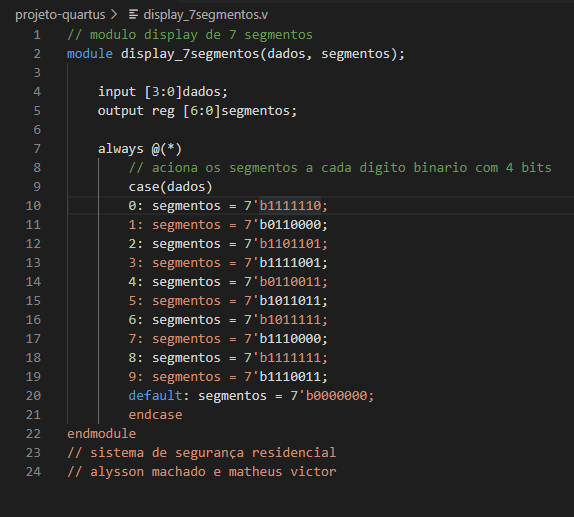 projeto-quartus > display_7segmentos.v
1 // modulo display de 7 segmentos
2 module display_7segmentos(dados, segmentos);
3
4 input [3:0]dados;
5 output reg [6:0]segmentos;
6
7 always @(*)
8 // aciona os segmentos a cada digito binario com 4 bits
9 case(dados)
10 0: segmentos = 7'b1111110;
11 1: segmentos = 7'b0110000;
12 2: segmentos = 7'b1101101;
13 3: segmentos = 7'b1111001;
14 4: segmentos = 7'b0110011;
15 5: segmentos = 7'b1011011;
16 6: segmentos = 7'b1011111;
17 7: segmentos = 7'b1110000;
18 8: segmentos = 7'b1111111;
19 9: segmentos = 7'b1110011;
20 default: segmentos = 7'b0000000;
21 endcase
22 endmodule
23 // sistema de segurança residencial
24 // alysson machado e matheus victor